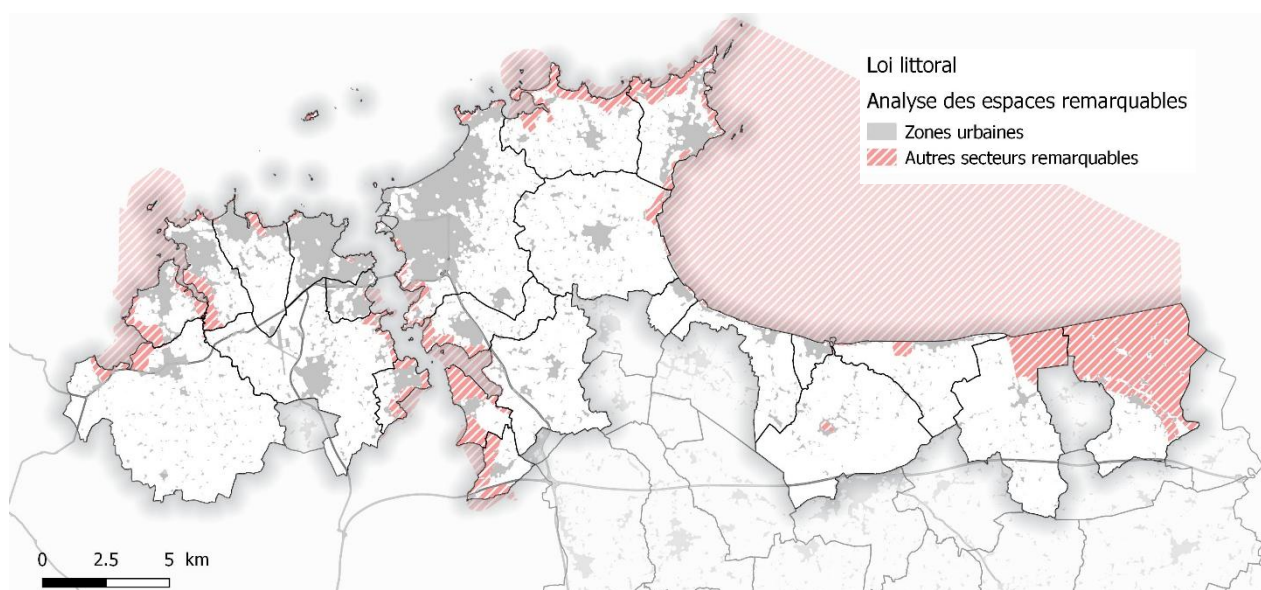 Loi littoral
Analyse des espaces remarquables
Zones urbaines
Autres secteurs remarquables
0 2.5 5 km